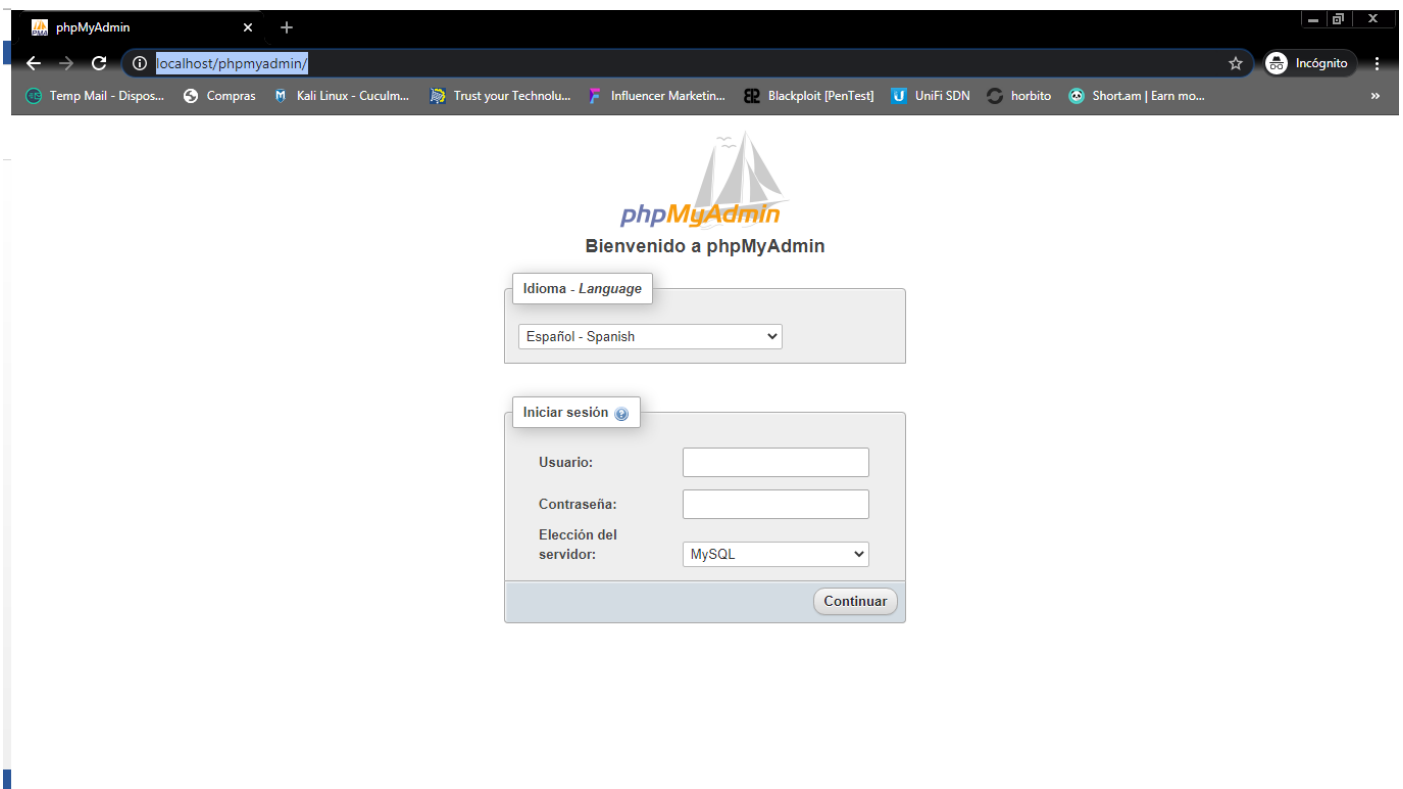 phpMyAdmin
localhost/phpmyadmin/
Incógnito
Temp Mail - Dispos... Compras Kali Linux - Cuculm... Trust your Technolu... Influencer Marketin... Blackploit [PenTest] UniFi SDN horbito Short.am | Earn mo... »
phpMyAdmin
Bienvenido a phpMyAdmin
Idioma - Language
Español - Spanish
Iniciar sesión
Usuario:
Contraseña:
Elección del
servidor: MySQL
Continuar